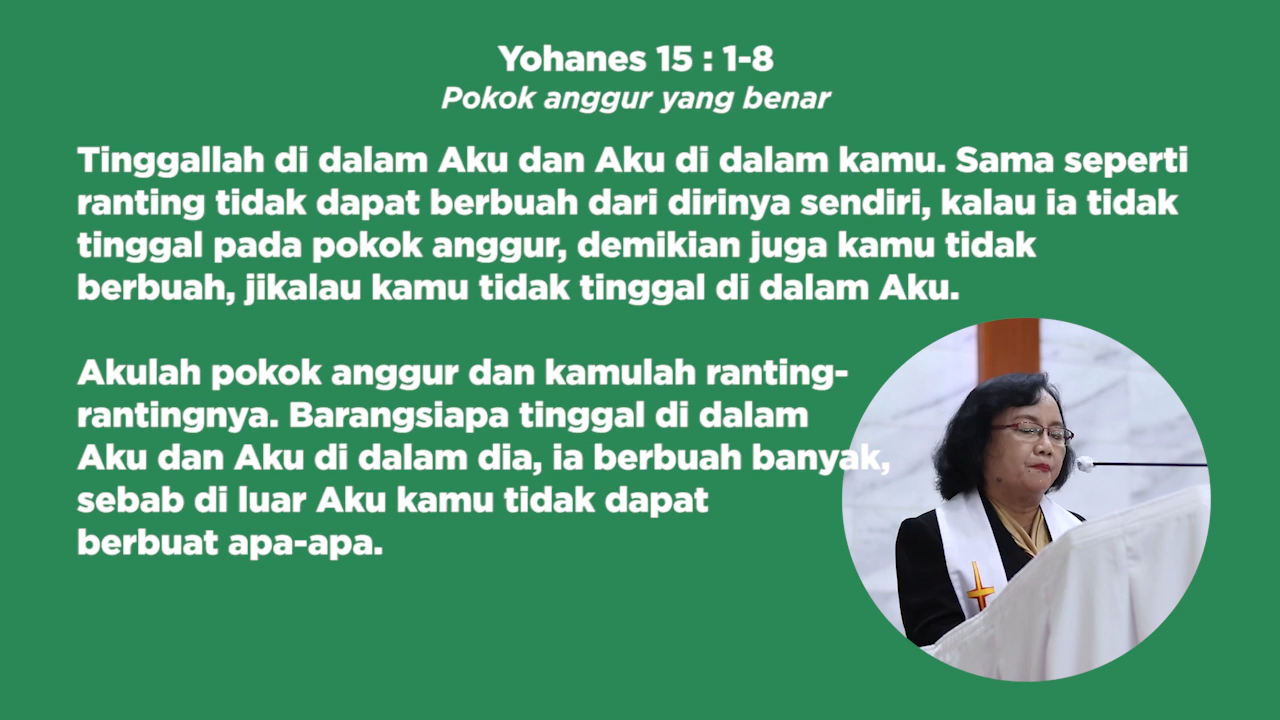 Yohanes 15 : 1-8
Pokok anggur yang benar
Tinggallah di dalam Aku dan Aku di dalam kamu. Sama seperti
ranting tidak dapat berbuah dari dirinya sendiri, kalau ia tidak
tinggal pada pokok anggur, demikian juga kamu tidak
berbuah, jikalau kamu tidak tinggal di dalam Aku.
Akulah pokok anggur dan kamulah ranting-
rantingnya. Barangsiapa tinggal di dalam
Aku dan Aku di dalam dia, ia berbuah banyak,
sebab di luar Aku kamu tidak dapat
berbuat apa-apa.